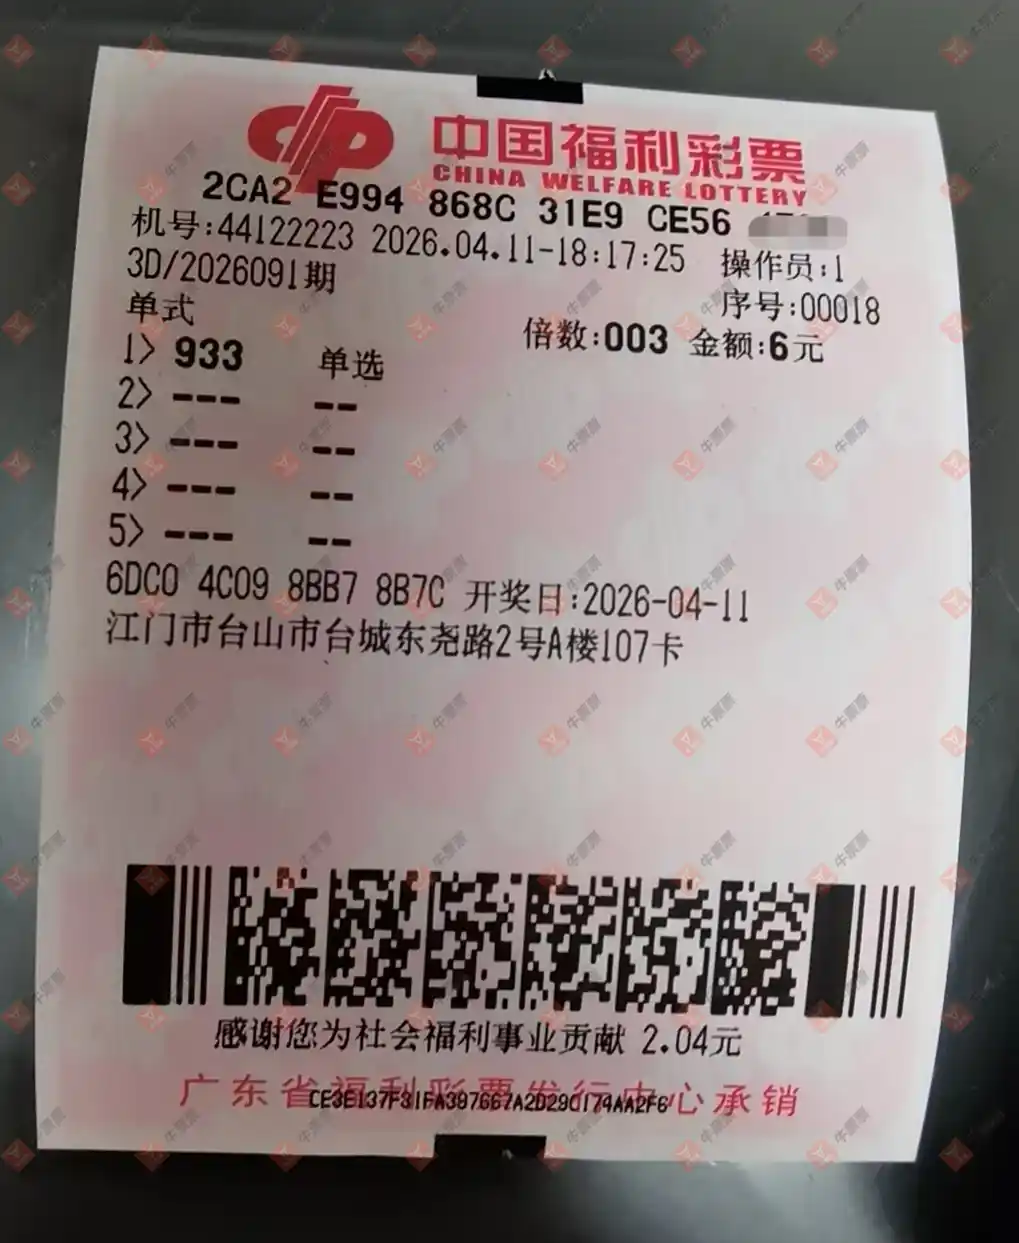 中国福利彩票
CHINA WELFARE LOTTERY
2CA2 E994 868C 31E9 CE56
机号:44122223 2026.04.11-18:17:25 操作员:1
3D/2026091期 序号:00018
单式 倍数:003 金额:6元
1> 933 单选
2> --- --
3> --- --
4> --- --
5> --- --
6DC0 4C09 8BB7 8B7C 开奖日:2026-04-11
江门市台山市台城东尧路2号A楼107卡
感谢您为社会福利事业贡献 2.04元
广东省福利彩票发行中心承销
CE3E137F31FA397667A2D29C174AA2F6
牛票票